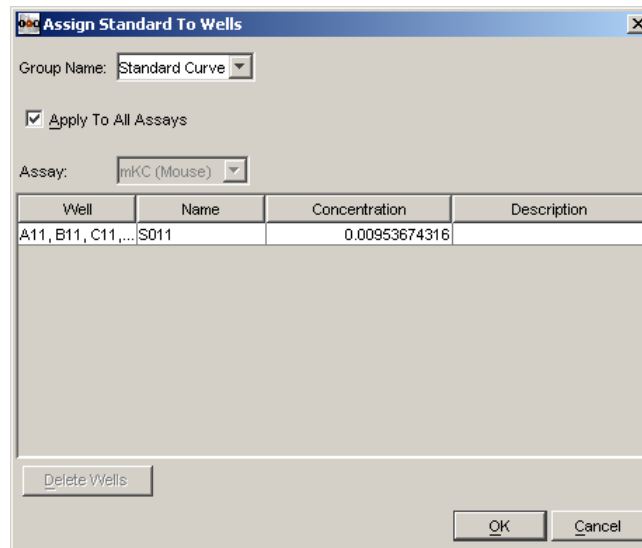 Assign Standard To Wells
Group Name: Standard Curve
Apply To All Assays
Assay: mKC (Mouse)
Well Name Concentration Description
A11, B11, C11,... S011 0.00953674316
Delete Wells
OK Cancel